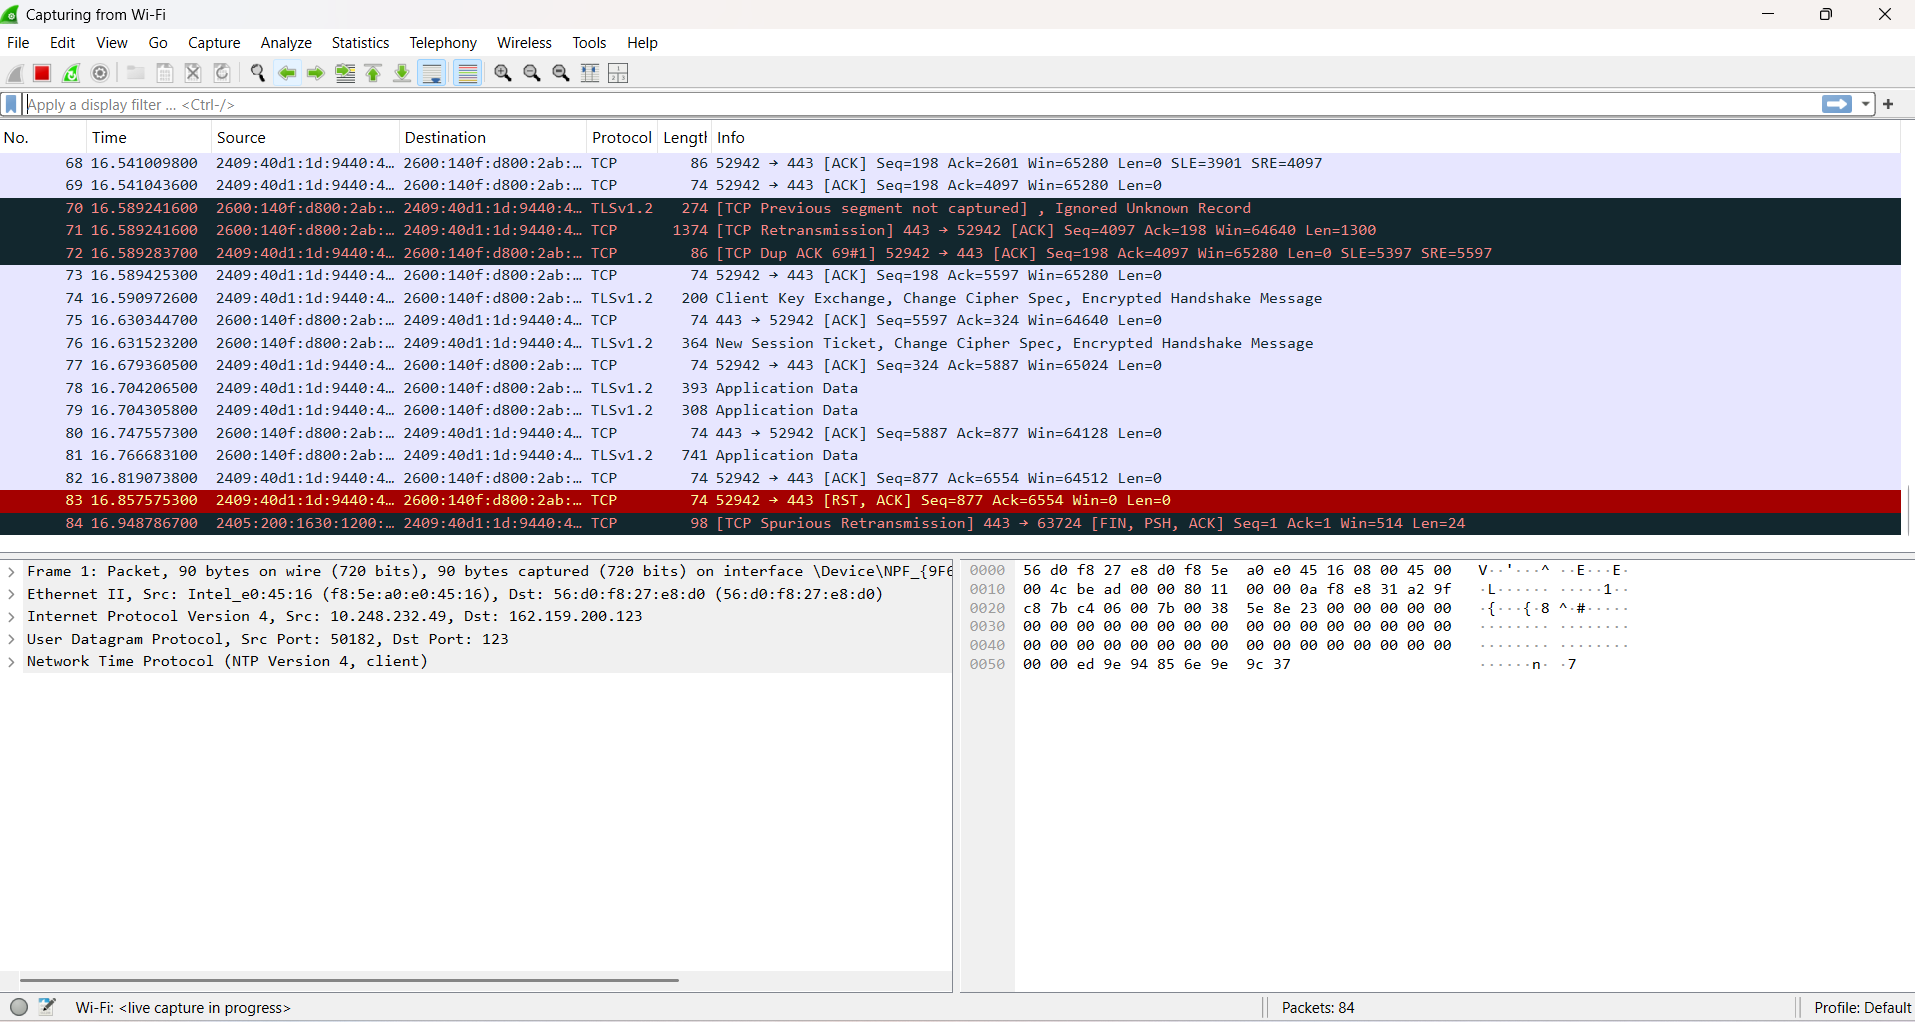 Capturing from Wi-Fi
File Edit View Go Capture Analyze Statistics Telephony Wireless Tools Help
Apply a display filter ... <Ctrl-/>
No. Time Source Destination Protocol Length Info
68 16.541009800 2409:40d1:1d:9440:4… 2600:140f:d800:2ab:… TCP 86 52942 → 443 [ACK] Seq=198 Ack=2601 Win=65280 Len=0 SLE=3901 SRE=4097
69 16.541043600 2409:40d1:1d:9440:4… 2600:140f:d800:2ab:… TCP 74 52942 → 443 [ACK] Seq=198 Ack=4097 Win=65280 Len=0
70 16.589241600 2600:140f:d800:2ab:… 2409:40d1:1d:9440:4… TLSv1.2 274 [TCP Previous segment not captured] , Ignored Unknown Record
71 16.589241600 2600:140f:d800:2ab:… 2409:40d1:1d:9440:4… TCP 1374 [TCP Retransmission] 443 → 52942 [ACK] Seq=4097 Ack=198 Win=64640 Len=1300
72 16.589283700 2409:40d1:1d:9440:4… 2600:140f:d800:2ab:… TCP 86 [TCP Dup ACK 69#1] 52942 → 443 [ACK] Seq=198 Ack=4097 Win=65280 Len=0 SLE=5397 SRE=5597
73 16.589425300 2409:40d1:1d:9440:4… 2600:140f:d800:2ab:… TCP 74 52942 → 443 [ACK] Seq=198 Ack=5597 Win=65280 Len=0
74 16.590972600 2409:40d1:1d:9440:4… 2600:140f:d800:2ab:… TLSv1.2 200 Client Key Exchange, Change Cipher Spec, Encrypted Handshake Message
75 16.630344700 2600:140f:d800:2ab:… 2409:40d1:1d:9440:4… TCP 74 443 → 52942 [ACK] Seq=5597 Ack=324 Win=64640 Len=0
76 16.631523200 2600:140f:d800:2ab:… 2409:40d1:1d:9440:4… TLSv1.2 364 New Session Ticket, Change Cipher Spec, Encrypted Handshake Message
77 16.679360500 2409:40d1:1d:9440:4… 2600:140f:d800:2ab:… TCP 74 52942 → 443 [ACK] Seq=324 Ack=5887 Win=65024 Len=0
78 16.704206500 2409:40d1:1d:9440:4… 2600:140f:d800:2ab:… TLSv1.2 393 Application Data
79 16.704305800 2409:40d1:1d:9440:4… 2600:140f:d800:2ab:… TLSv1.2 308 Application Data
80 16.747557300 2600:140f:d800:2ab:… 2409:40d1:1d:9440:4… TCP 74 443 → 52942 [ACK] Seq=5887 Ack=877 Win=64128 Len=0
81 16.766683100 2600:140f:d800:2ab:… 2409:40d1:1d:9440:4… TLSv1.2 741 Application Data
82 16.819073800 2409:40d1:1d:9440:4… 2600:140f:d800:2ab:… TCP 74 52942 → 443 [ACK] Seq=877 Ack=6554 Win=64512 Len=0
83 16.857575300 2409:40d1:1d:9440:4… 2600:140f:d800:2ab:… TCP 74 52942 → 443 [RST, ACK] Seq=877 Ack=6554 Win=0 Len=0
84 16.948786700 2405:200:1630:1200:… 2409:40d1:1d:9440:4… TCP 98 [TCP Spurious Retransmission] 443 → 63724 [FIN, PSH, ACK] Seq=1 Ack=1 Win=514 Len=24
Frame 1: Packet, 90 bytes on wire (720 bits), 90 bytes captured (720 bits) on interface \Device\NPF_{9F6
Ethernet II, Src: Intel_e0:45:16 (f8:5e:a0:e0:45:16), Dst: 56:d0:f8:27:e8:d0 (56:d0:f8:27:e8:d0)
Internet Protocol Version 4, Src: 10.248.232.49, Dst: 162.159.200.123
User Datagram Protocol, Src Port: 50182, Dst Port: 123
Network Time Protocol (NTP Version 4, client)
0000 56 d0 f8 27 e8 d0 f8 5e a0 e0 45 16 08 00 45 00 V··'···^ ··E···E·
0010 00 4c be ad 00 00 80 11 00 00 0a f8 e8 31 a2 9f ·L······ ·····1··
0020 c8 7b c4 06 00 7b 00 38 5e 8e 23 00 00 00 00 00 ·{···{·8 ^·#·····
0030 00 00 00 00 00 00 00 00 00 00 00 00 00 00 00 00 ········ ········
0040 00 00 00 00 00 00 00 00 00 00 00 00 00 00 00 00 ········ ········
0050 00 00 ed 9e 94 85 6e 9e 9c 37 ······n· ·7
Wi-Fi: <live capture in progress> Packets: 84 Profile: Default